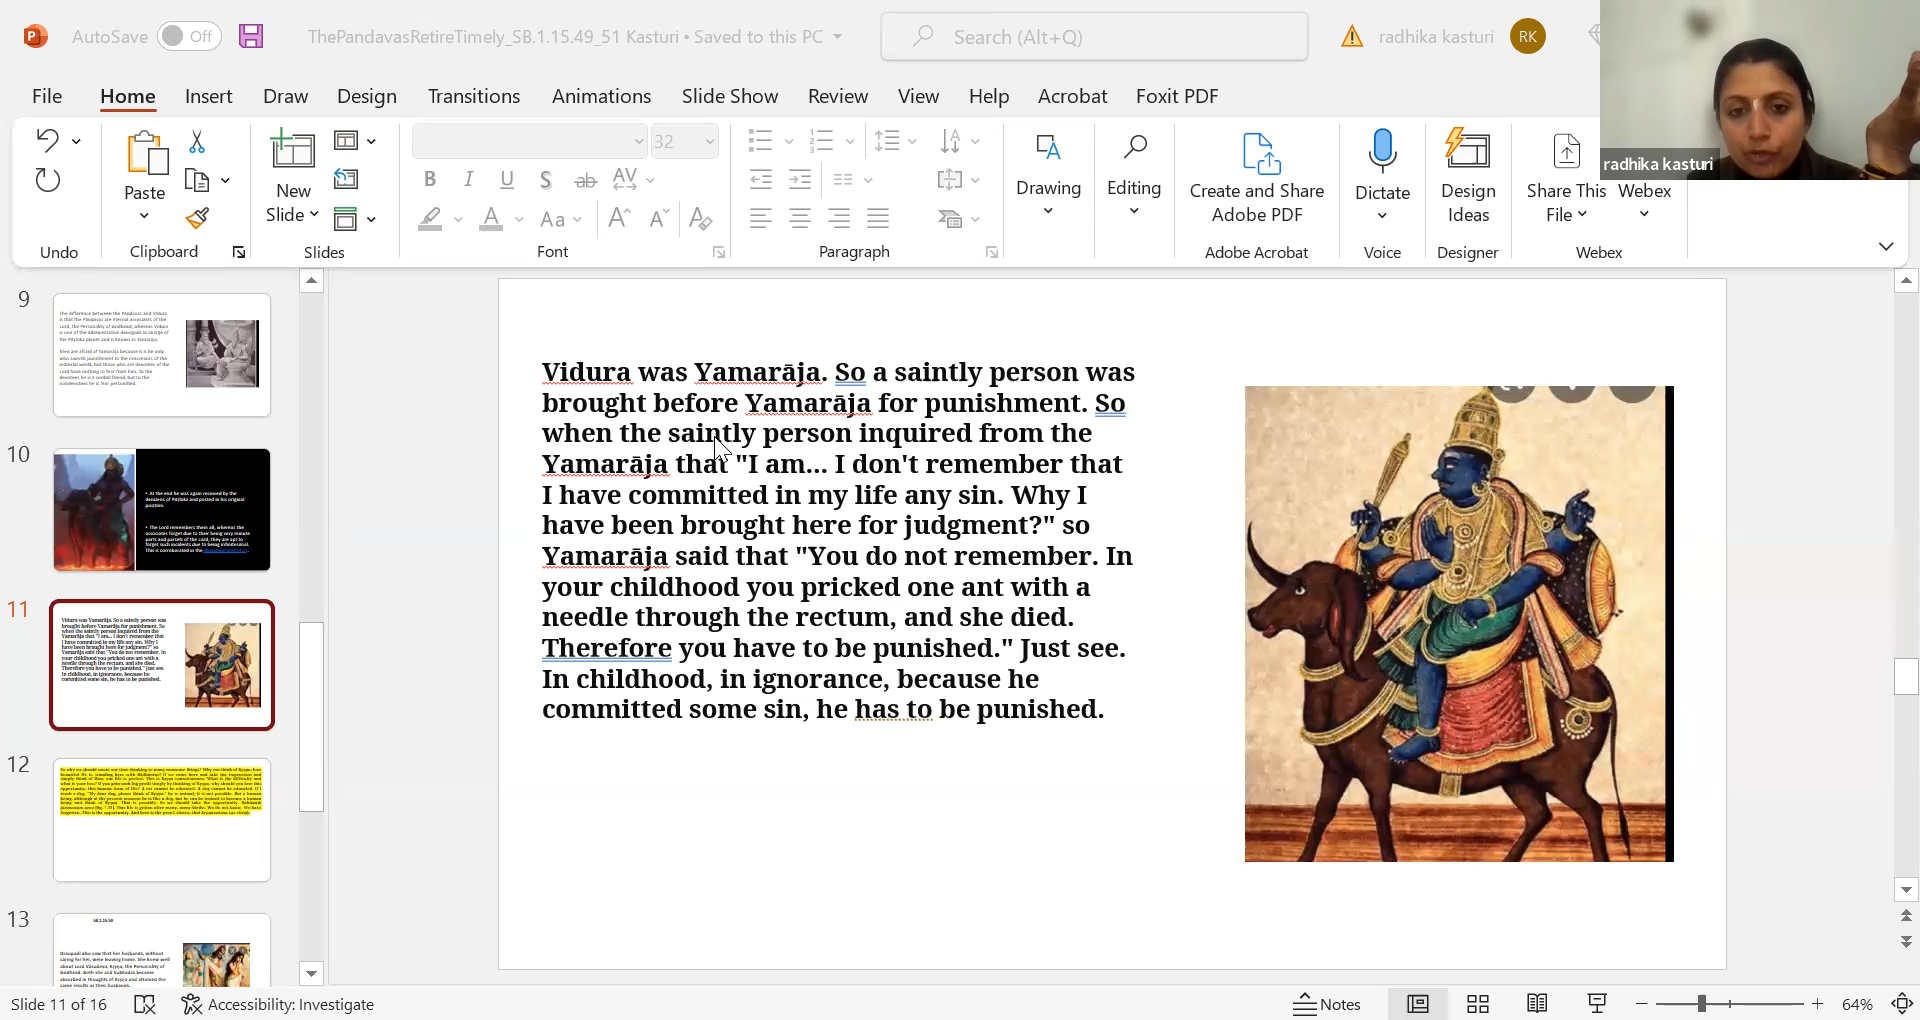 AutoSave Off
ThePandavasRetireTimely_SB.1.15.49_51 Kasturi • Saved to this PC
Search (Alt+Q)
radhika kasturi
RK
File Home Insert Draw Design Transitions Animations Slide Show Review View Help Acrobat Foxit PDF
radhika kasturi
Paste
New
Slide
32
Drawing
Editing
Create and Share
Adobe PDF
Dictate
Design
Ideas
Share This
File
Webex
Undo
Clipboard
Slides
Font
Paragraph
Adobe Acrobat
Voice
Designer
Webex
9
10
11
12
13
SB.1.15.50
Vidura was Yamarāja. So a saintly person was
brought before Yamarāja for punishment. So
when the saintly person inquired from the
Yamarāja that "I am... I don't remember that
I have committed in my life any sin. Why I
have been brought here for judgment?" so
Yamarāja said that "You do not remember. In
your childhood you pricked one ant with a
needle through the rectum, and she died.
Therefore you have to be punished." Just see.
In childhood, in ignorance, because he
committed some sin, he has to be punished.
Slide 11 of 16
Accessibility: Investigate
Notes
64%